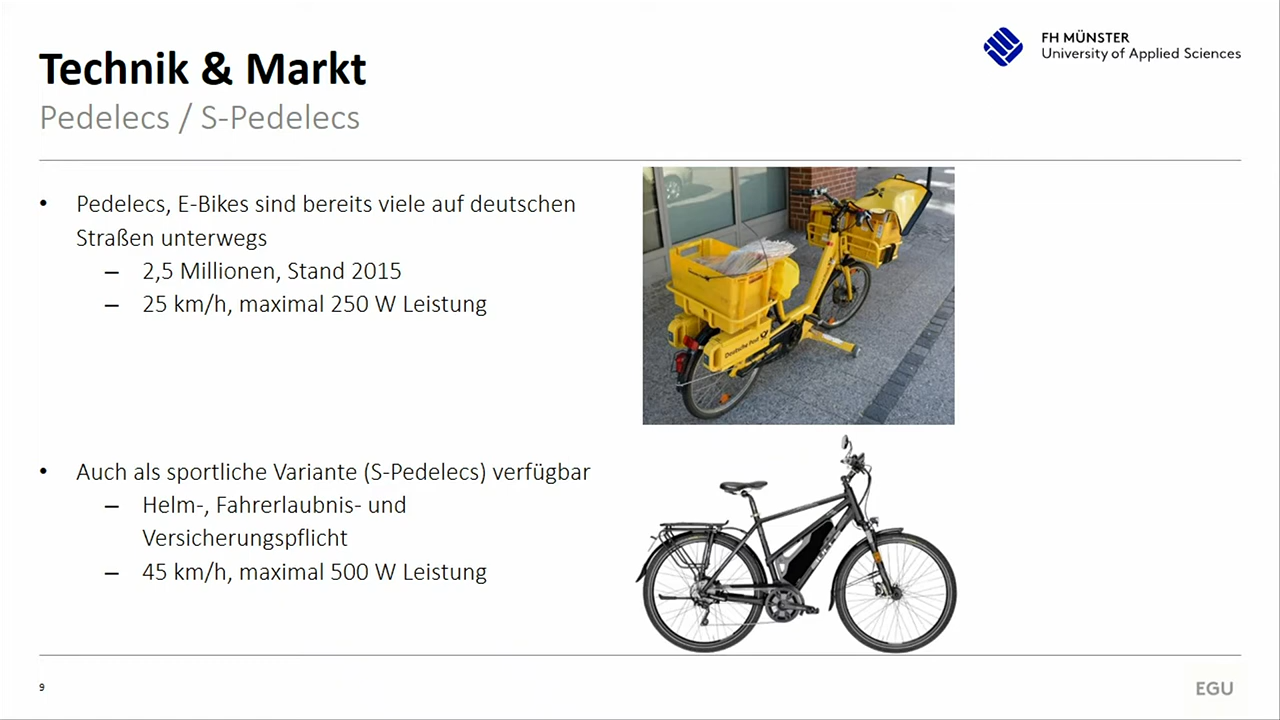 Technik & Markt
Pedelecs / S-Pedelecs
FH MÜNSTER
University of Applied Sciences
• Pedelecs, E-Bikes sind bereits viele auf deutschen
Straßen unterwegs
– 2,5 Millionen, Stand 2015
– 25 km/h, maximal 250 W Leistung
Deutsche Post
• Auch als sportliche Variante (S-Pedelecs) verfügbar
– Helm-, Fahrerlaubnis- und
Versicherungspflicht
– 45 km/h, maximal 500 W Leistung
9
EGU